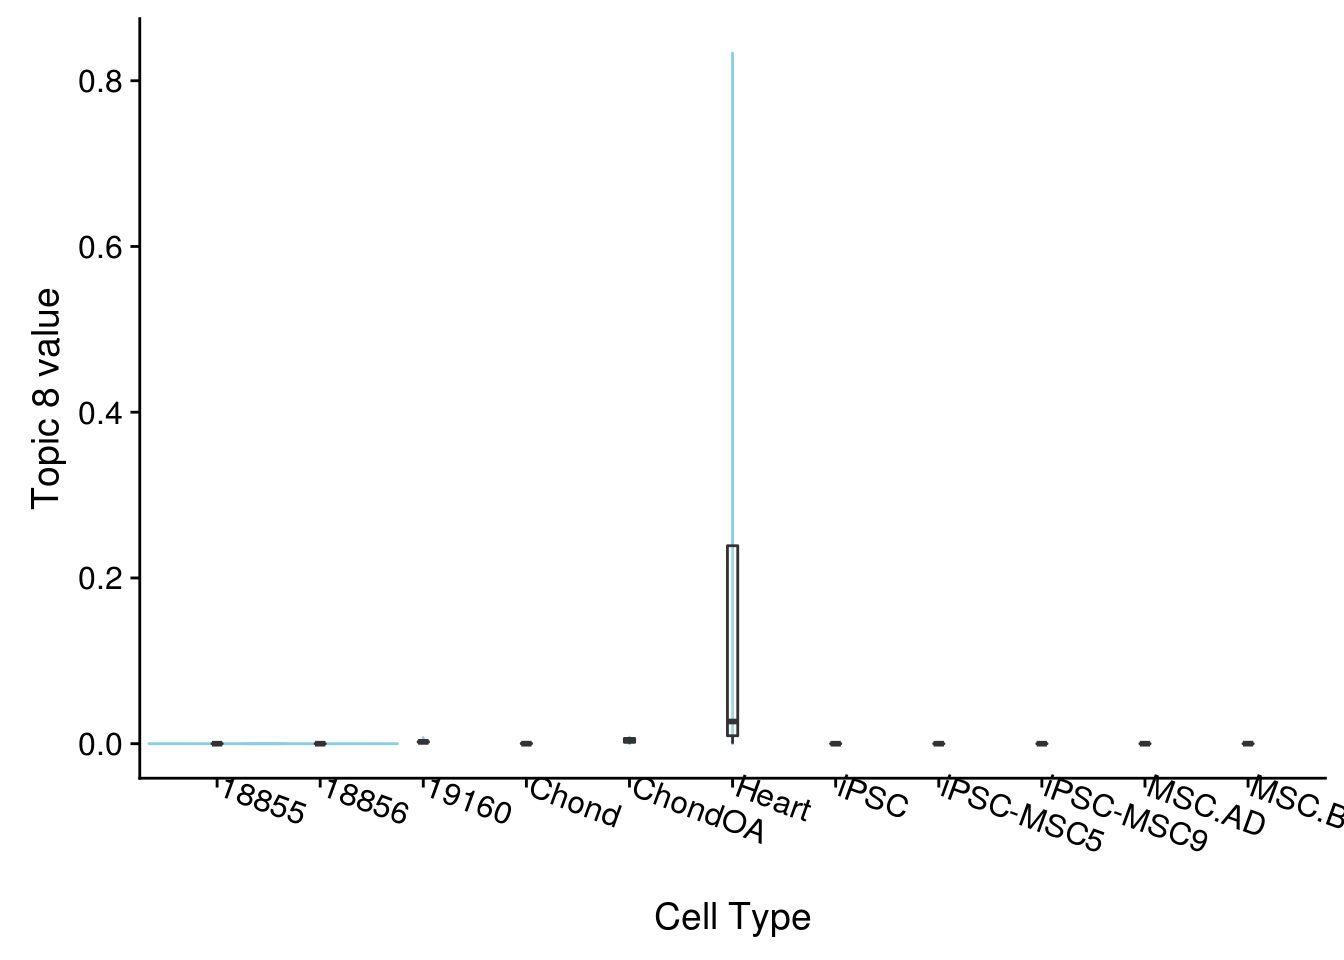 Topic 8 value
0.8
0.6
0.4
0.2
0.0
18855
18856
19160
Chond
ChondOA
Heart
iPSC
iPSC-MSC5
iPSC-MSC9
MSC.AD
MSC.B
Cell Type